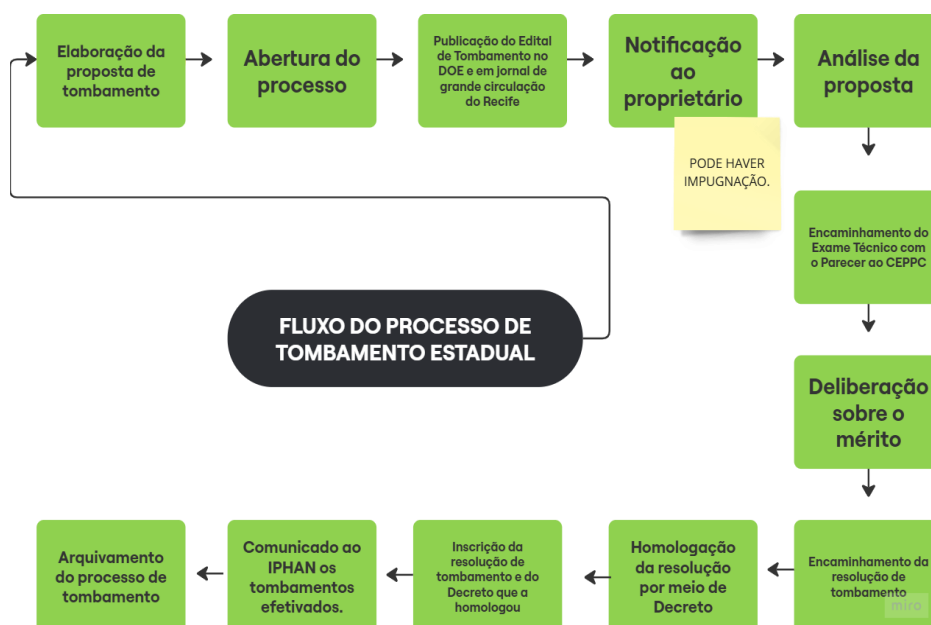 Elaboração da
proposta de
tombamento
Abertura do
processo
Publicação do Edital
de Tombamento no
DOE e em jornal de
grande circulação
do Recife
Notificação
ao
proprietário
Análise da
proposta
PODE HAVER
IMPUGNAÇÃO.
Encaminhamento do
Exame Técnico com
o Parecer ao CEPPC
FLUXO DO PROCESSO DE
TOMBAMENTO ESTADUAL
Deliberação
sobre o
mérito
Encaminhamento da
resolução de
tombamento
Homologação
da resolução
por meio de
Decreto
Inscrição da
resolução de
tombamento e do
Decreto que a
homologou
Comunicado ao
IPHAN os
tombamentos
efetivados.
Arquivamento
do processo de
tombamento
miro